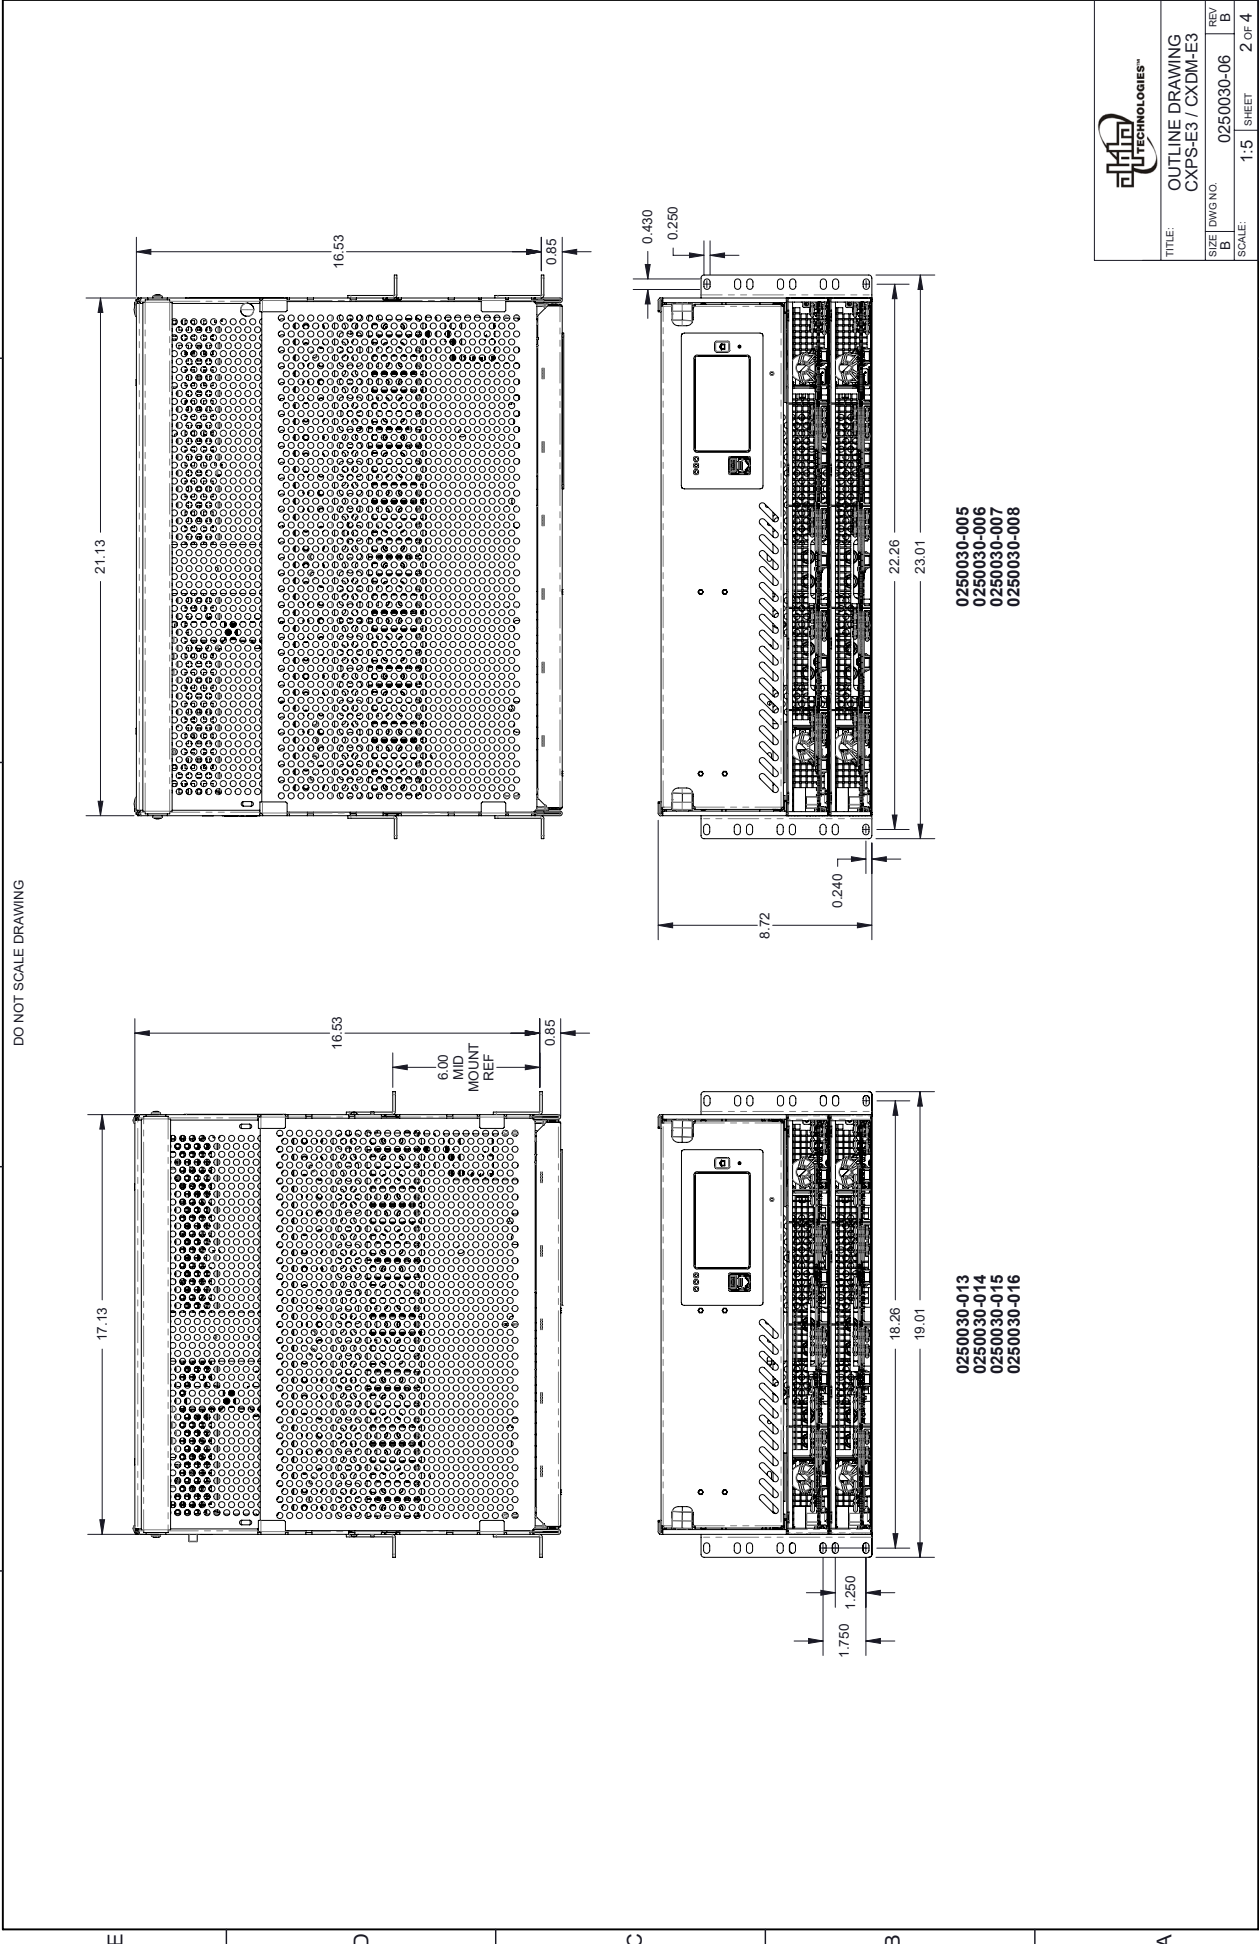 DO NOT SCALE DRAWING
17.13
16.53
0.85
6.00
MID
MOUNT
REF
21.13
16.53
0.85
1.750
1.250
18.26
19.01
0250030-013
0250030-014
0250030-015
0250030-016
8.72
0.240
0.430
0.250
22.26
23.01
0250030-005
0250030-006
0250030-007
0250030-008
E
D
C
B
A
alpha
TECHNOLOGIES™
TITLE:
OUTLINE DRAWING
CXPS-E3 / CXDM-E3
SIZE DWG NO. REV
B 0250030-06 B
SCALE: 1:5 SHEET 2 OF 4